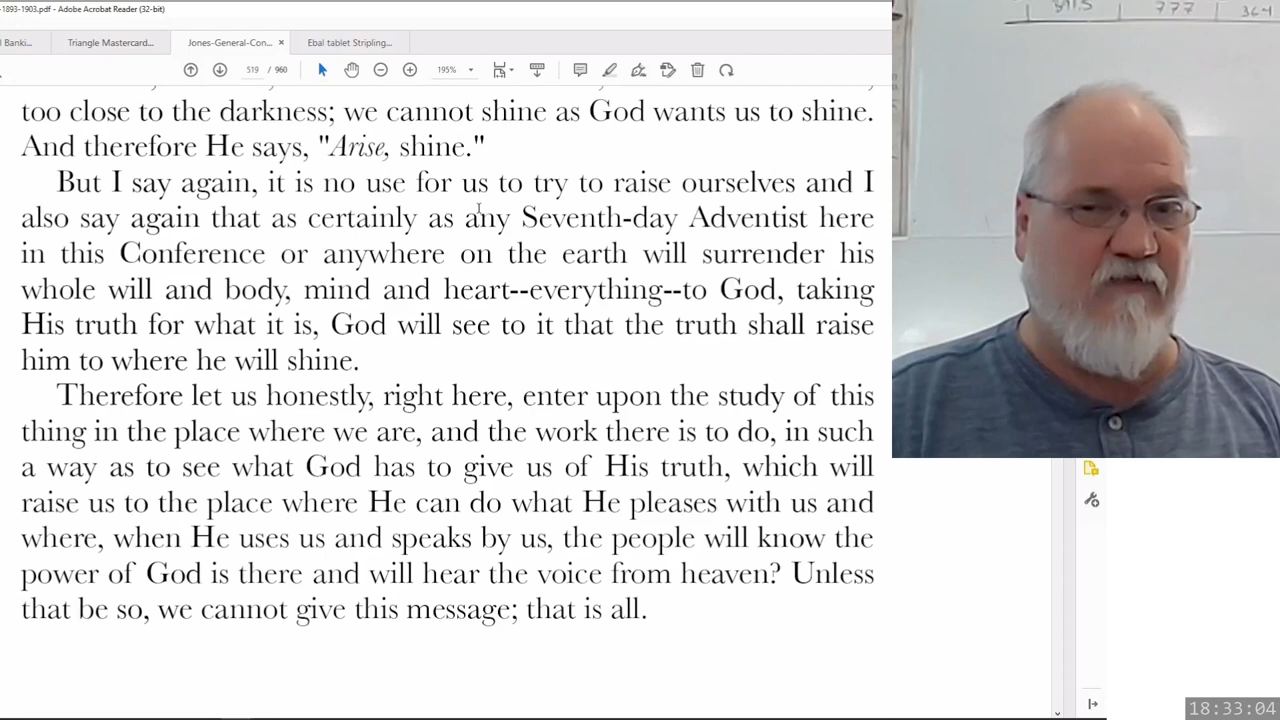 -1893-1903.pdf - Adobe Acrobat Reader (32-bit)
l Banki... Triangle Mastercard... Jones-General-Con... × Ebal tablet Stripling...
519 / 960 195%
too close to the darkness; we cannot shine as God wants us to shine.
And therefore He says, "Arise, shine."
But I say again, it is no use for us to try to raise ourselves and I
also say again that as certainly as any Seventh-day Adventist here
in this Conference or anywhere on the earth will surrender his
whole will and body, mind and heart--everything--to God, taking
His truth for what it is, God will see to it that the truth shall raise
him to where he will shine.
Therefore let us honestly, right here, enter upon the study of this
thing in the place where we are, and the work there is to do, in such
a way as to see what God has to give us of His truth, which will
raise us to the place where He can do what He pleases with us and
where, when He uses us and speaks by us, the people will know the
power of God is there and will hear the voice from heaven? Unless
that be so, we cannot give this message; that is all.
777 364
18:33:04